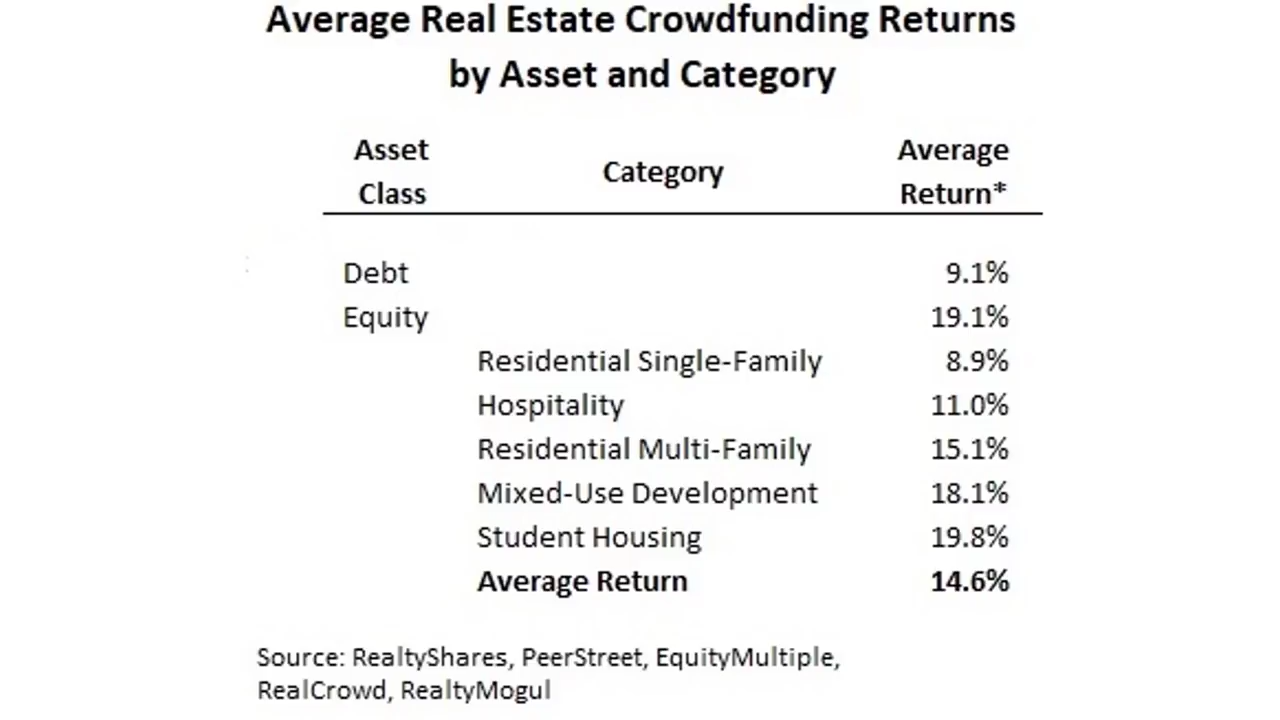 Average Real Estate Crowdfunding Returns
by Asset and Category
Asset Class Category Average Return*
Debt 9.1%
Equity 19.1%
Residential Single-Family 8.9%
Hospitality 11.0%
Residential Multi-Family 15.1%
Mixed-Use Development 18.1%
Student Housing 19.8%
Average Return 14.6%
Source: RealtyShares, PeerStreet, EquityMultiple,
RealCrowd, RealtyMogul